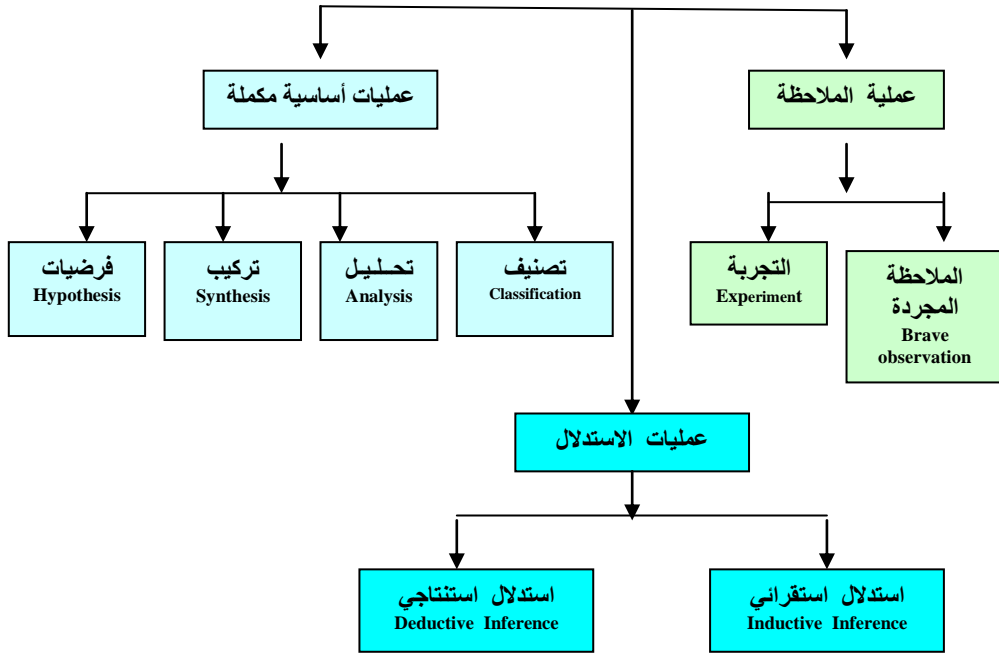 عملية الملاحظة
عمليات أساسية مكملة
الملاحظة
المجردة
Brave
observation
التجربة
Experiment
تصنيف
Classification
تحليل
Analysis
تركيب
Synthesis
فرضيات
Hypothesis
عمليات الاستدلال
استدلال استقرائي
Inductive Inference
استدلال استنتاجي
Deductive Inference